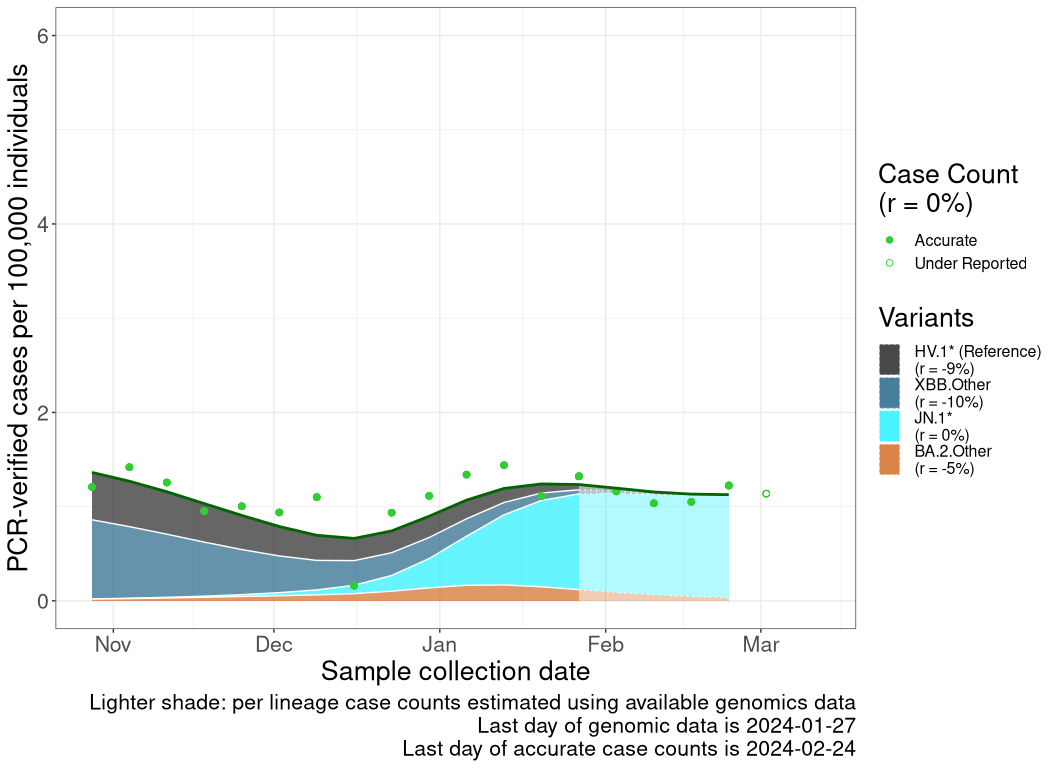 PCR-verified cases per 100,000 individuals
6
4
2
0
Nov
Dec
Jan
Feb
Mar
Sample collection date
Lighter shade: per lineage case counts estimated using available genomics data
Last day of genomic data is 2024-01-27
Last day of accurate case counts is 2024-02-24
Case Count
(r = 0%)
Accurate
Under Reported
Variants
HV.1* (Reference)
(r = -9%)
XBB.Other
(r = -10%)
JN.1*
(r = 0%)
BA.2.Other
(r = -5%)